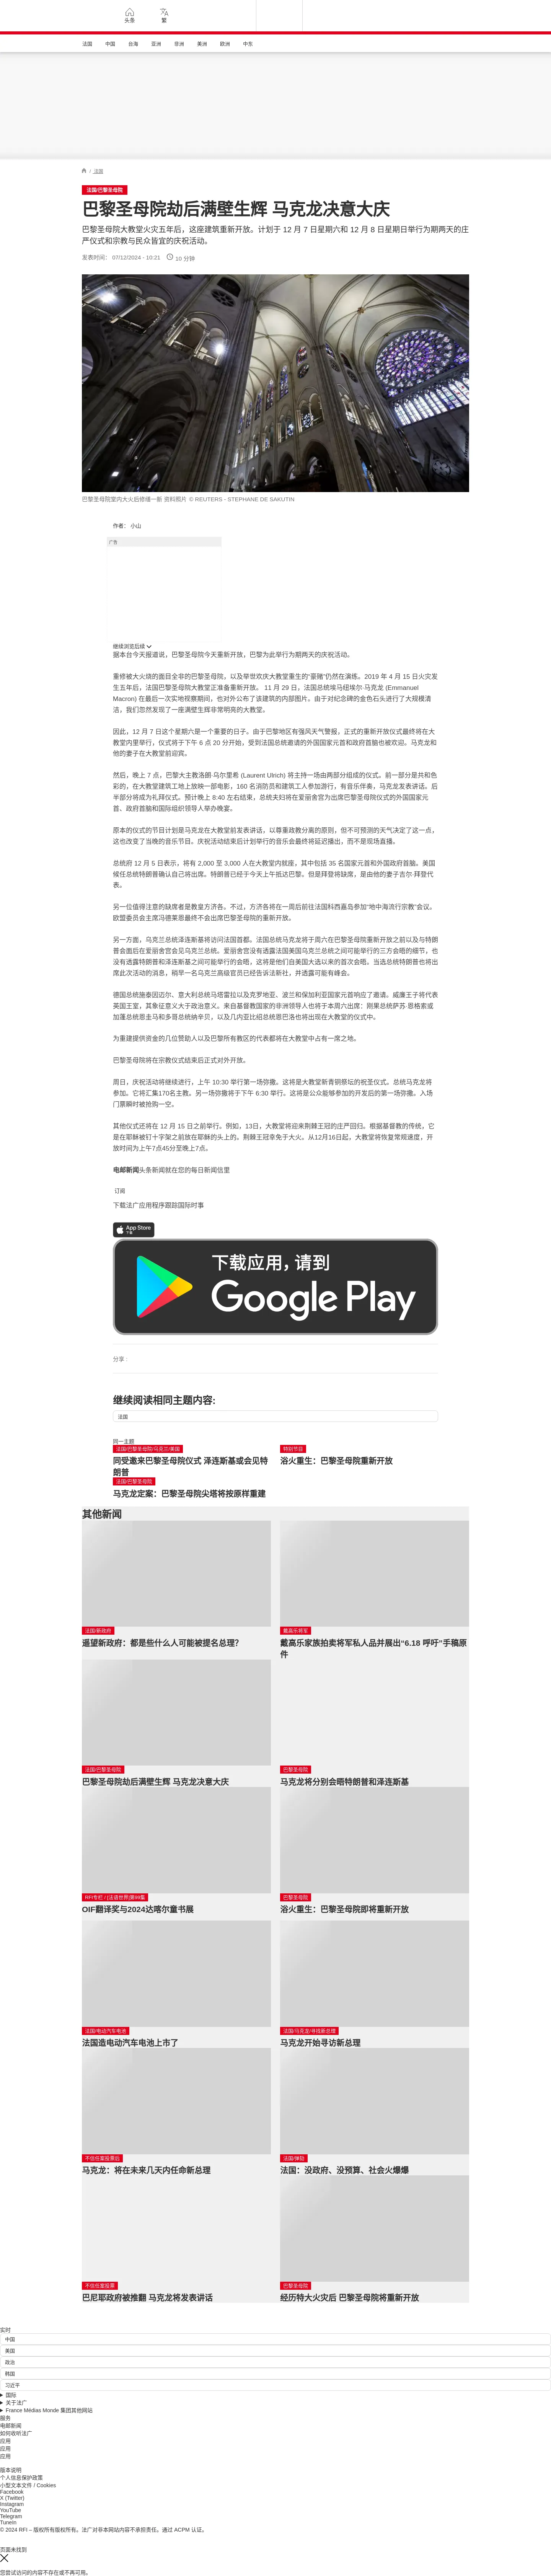 头条
繁
法国
中国
台海
亚洲
非洲
美洲
欧洲
中东
/ 法国
法国/巴黎圣母院
巴黎圣母院劫后满壁生辉 马克龙决意大庆
巴黎圣母院大教堂火灾五年后，这座建筑重新开放。计划于 12 月 7 日星期六和 12 月 8 日星期日举行为期两天的庄
严仪式和宗教与民众皆宜的庆祝活动。
发表时间： 07/12/2024 - 10:21 10 分钟
巴黎圣母院堂内大火后修缮一新 资料照片 © REUTERS - STEPHANE DE SAKUTIN
作者： 小山
广告
继续浏览后续
据本台今天报道说，巴黎圣母院今天重新开放，巴黎为此举行为期两天的庆祝活动。
重修被大火烧的面目全非的巴黎圣母院，以及举世欢庆大教堂重生的“豪赌”仍然在演练。2019 年 4 月 15 日火灾发
生五年后，法国巴黎圣母院大教堂正准备重新开放。 11 月 29 日，法国总统埃马纽埃尔·马克龙 (Emmanuel
Macron) 在最后一次实地视察期间，也对外公布了该建筑的内部图片。由于对纪念碑的金色石头进行了大规模清
洁，我们忽然发现了一座满壁生辉非常明亮的大教堂。
因此，12 月 7 日这个星期六是一个重要的日子。由于巴黎地区有强风天气警报，正式的重新开放仪式最终将在大
教堂内里举行，仪式将于下午 6 点 20 分开始，受到法国总统邀请的外国国家元首和政府首脑也被欢迎。马克龙和
他的妻子在大教堂前迎宾。
然后，晚上 7 点，巴黎大主教洛朗·乌尔里希 (Laurent Ulrich) 将主持一场由两部分组成的仪式。前一部分是共和色
彩的，在大教堂建筑工地上放映一部电影，160 名消防员和建筑工人参加游行，有音乐伴奏，马克龙发表讲话。后
半部分将成为礼拜仪式。预计晚上 8:40 左右结束，总统夫妇将在爱丽舍宫为出席巴黎圣母院仪式的外国国家元
首、政府首脑和国际组织领导人举办晚宴。
原本的仪式的节目计划是马克龙在大教堂前发表讲话，以尊重政教分离的原则，但不可预测的天气决定了这一点，
这也改变了当晚的音乐节目。庆祝活动结束后计划举行的音乐会最终将延迟播出，而不是现场直播。
总统府 12 月 5 日表示，将有 2,000 至 3,000 人在大教堂内就座，其中包括 35 名国家元首和外国政府首脑。美国
候任总统特朗普确认自己将出席。特朗普已经于今天上午抵达巴黎。但是拜登将缺席，是由他的妻子吉尔·拜登代
表。
另一位值得注意的缺席者是教皇方济各。不过，方济各将在一周后前往法国科西嘉岛参加“地中海流行宗教”会议。
欧盟委员会主席冯德莱恩最终不会出席巴黎圣母院的重新开放。
另一方面，乌克兰总统泽连斯基将访问法国首都。法国总统马克龙将于周六在巴黎圣母院重新开放之前以及与特朗
普会面后在爱丽舍宫会见乌克兰总统。爱丽舍宫没有透露法国美国乌克兰总统之间可能举行的三方会晤的细节，也
没有透露特朗普和泽连斯基之间可能举行的会晤，这将是他们自美国大选以来的首次会晤。当选总统特朗普也将出
席此次活动的消息，稍早一名乌克兰高级官员已经告诉法新社，并透露可能有峰会。
德国总统施泰因迈尔、意大利总统马塔雷拉以及克罗地亚、波兰和保加利亚国家元首响应了邀请。威廉王子将代表
英国王室，其象征意义大于政治意义。来自基督教国家的非洲领导人也将于本周六出席：刚果总统萨苏·恩格索或
加蓬总统恩圭马和多哥总统纳辛贝，以及几内亚比绍总统恩巴洛也将出现在大教堂的仪式中。
为重建提供资金的几位赞助人以及巴黎所有教区的代表都将在大教堂中占有一席之地。
巴黎圣母院将在宗教仪式结束后正式对外开放。
周日，庆祝活动将继续进行，上午 10:30 举行第一场弥撒。这将是大教堂新青铜祭坛的祝圣仪式。总统马克龙将
参加。它将汇集170名主教。另一场弥撒将于下午 6:30 举行。这将是公众能够参加的开发后的第一场弥撒。入场
门票瞬时被抢购一空。
其他仪式还将在 12 月 15 日之前举行。例如，13日，大教堂将迎来荆棘王冠的庄严回归。根据基督教的传统，它
是在耶稣被钉十字架之前放在耶稣的头上的。荆棘王冠幸免于大火。从12月16日起，大教堂将恢复常规速度，开
放时间为上午7点45分至晚上7点。
电邮新闻头条新闻就在您的每日新闻信里
订阅
下载法广应用程序跟踪国际时事
App Store
下载
下载应用，请到
Google Play
分享 :
继续阅读相同主题内容:
法国
同一主题
法国/巴黎圣母院/乌克兰/美国
同受邀来巴黎圣母院仪式 泽连斯基或会见特
朗普
特别节目
浴火重生：巴黎圣母院重新开放
法国/巴黎圣母院
马克龙定案：巴黎圣母院尖塔将按原样重建
其他新闻
法国/新政府
遥望新政府：都是些什么人可能被提名总理?
戴高乐将军
戴高乐家族拍卖将军私人品并展出“6.18 呼吁”手稿原
件
法国/巴黎圣母院
巴黎圣母院劫后满壁生辉 马克龙决意大庆
巴黎圣母院
马克龙将分别会晤特朗普和泽连斯基
RFI专栏 / [法语世界]第99集
OIF翻译奖与2024达喀尔童书展
巴黎圣母院
浴火重生：巴黎圣母院即将重新开放
法国/电动汽车电池
法国造电动汽车电池上市了
法国/马克龙/寻找新总理
马克龙开始寻访新总理
不信任案投票后
马克龙：将在未来几天内任命新总理
法国/弹劾
法国：没政府、没预算、社会火爆爆
不信任案投票
巴尼耶政府被推翻 马克龙将发表讲话
巴黎圣母院
经历特大火灾后 巴黎圣母院将重新开放
实时
中国
美国
政治
韩国
习近平
国际
关于法广
France Médias Monde 集团其他网站
服务
电邮新闻
如何收听法广
应用
应用
应用
版本说明
个人信息保护政策
小型文本文件 / Cookies
Facebook
X (Twitter)
Instagram
YouTube
Telegram
TuneIn
© 2024 RFI – 版权所有版权所有。法广对非本网站内容不承担责任。通过 ACPM 认证。
页面未找到
您尝试访问的内容不存在或不再可用。